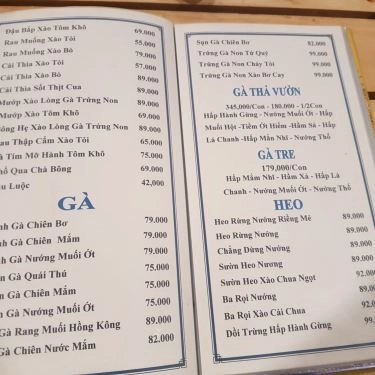 Đậu Bắp Xào Tôm Khô 69.000
Rau Muống Xào Tỏi 55.000
Rau Muống Xào Bò 79.000
Cải Thìa Xào Tỏi 57.000
Cải Thìa Xào Bò 89.000
Cải Thìa Sốt Thịt Cua 89.000
Mướp Xào Lòng Gà Trứng Non 89.000
Mướp Xào Tôm Khô 69.000
Bông Hẹ Xào Lòng Gà Trứng Non 89.000
Thập Cẩm Xào Tỏi 65.000
Tím Mỡ Hành Tôm Khô 75.000
Qua Chà Bông 69.000
Luộc 42.000
GÀ
Gà Chiên Bơ 79.000
Gà Chiên Mắm 79.000
Gà Nướng Muối Ớt 79.000
Gà Quái Thú 75.000
Gà Chiên Mắm 75.000
Gà Nướng Muối Ớt 75.000
Gà Rang Muối Hồng Kông 89.000
Gà Chiên Nước Mắm 82.000
Sụn Gà Chiên Bơ 82.000
Trứng Gà Non Tứ Quý 99.000
Trứng Gà Non Cháy Tỏi 99.000
Trứng Gà Non Xào Bơ Cay 99.000
GÀ THẢ VƯỜN
345.000/Con - 180.000 - 1/2Con
Hấp Hành Gừng - Nướng Muối Ớt - Hấp
Muối Hột -Tiềm Ớt Hiểm -Hầm Sả - Hấp
Lá Chanh -Hấp Mắm Nhĩ - Nướng Thố
GÀ TRE
179.000/Con
Hấp Mắm Nhĩ - Hầm Xả - Hấp Lá
Chanh - Nướng Muối Ớt - Nướng Thố
HEO
Heo Rừng Nướng Riềng Mẻ 89.000
Heo Rừng Nướng 89.000
Chẳng Dừng Nướng 89.000
Sườn Heo Nướng 89.000
Sườn Heo Xào Chua Ngọt 92.000
Ba Rọi Nướng 89.000
Ba Rọi Xào Cải Chua 92.000
Dồi Trường Hấp Hành Gừng